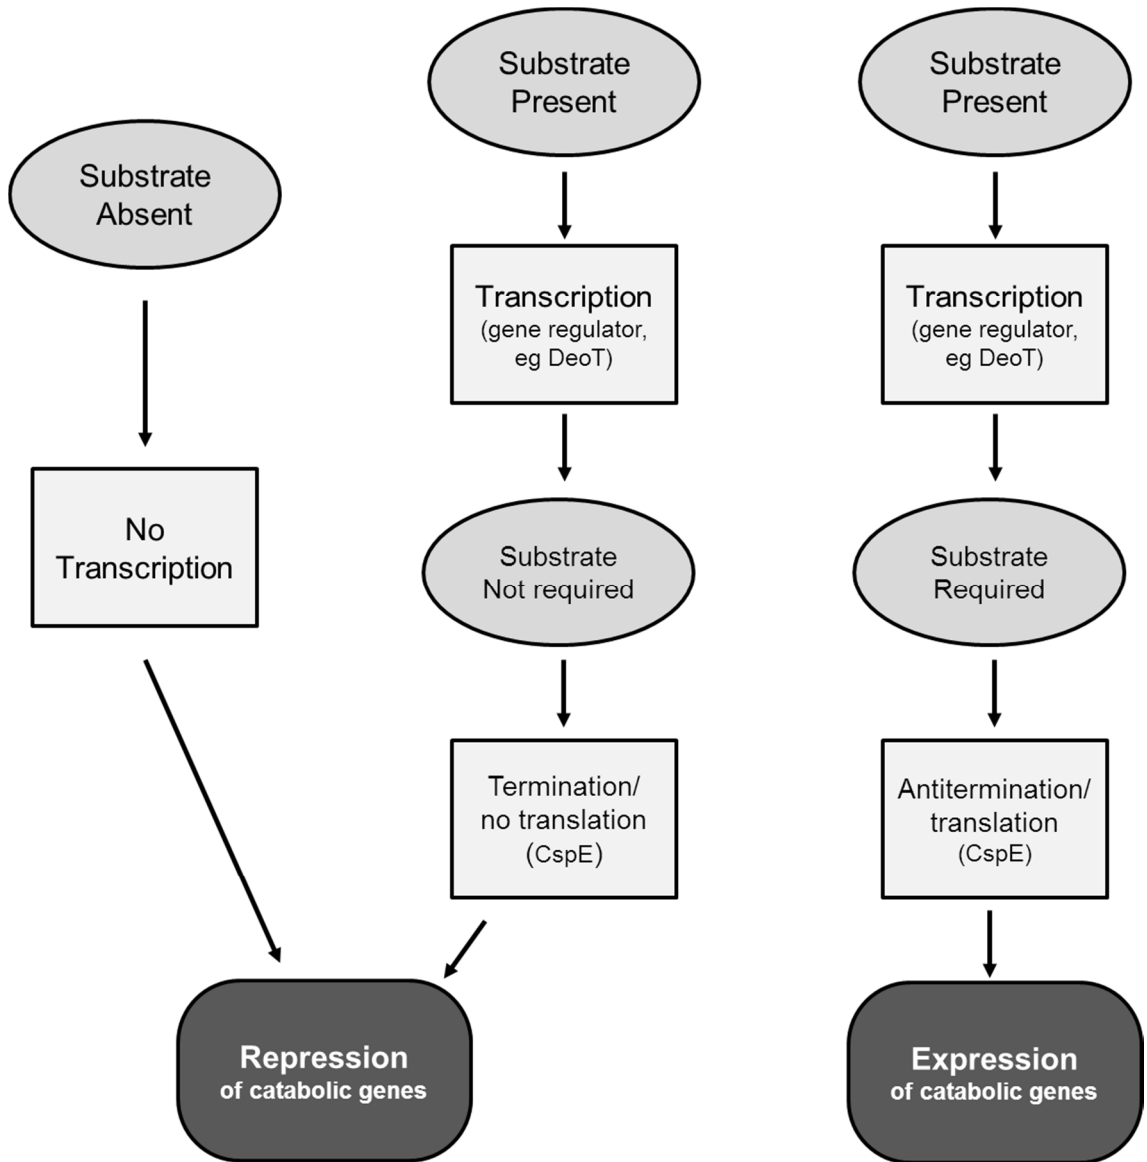 Substrate
Absent
No
Transcription
Substrate
Present
Transcription
(gene regulator,
eg DeoT)
Substrate
Not required
Termination/
no translation
(CspE)
Repression
of catabolic genes
Substrate
Present
Transcription
(gene regulator,
eg DeoT)
Substrate
Required
Antitermination/
translation
(CspE)
Expression
of catabolic genes